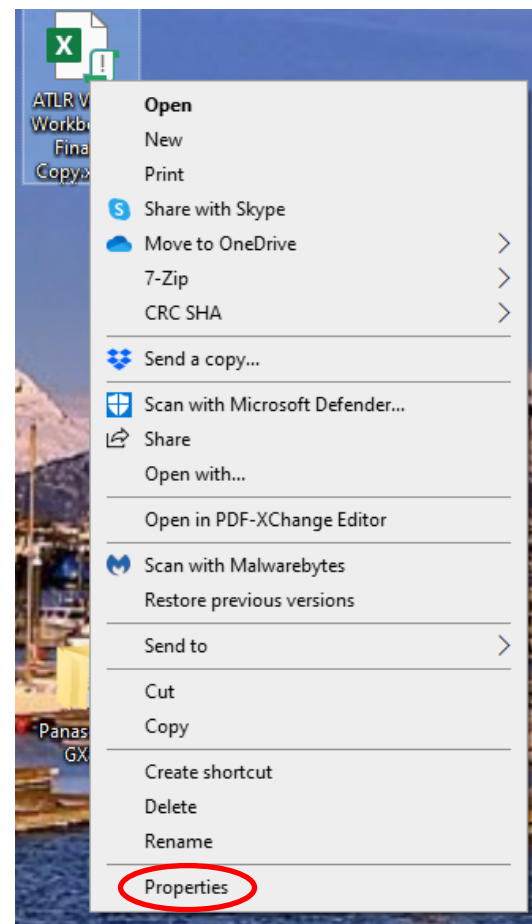 ATLR V
Workb
Fina
Copy.x
Open
New
Print
Share with Skype
Move to OneDrive
7-Zip
CRC SHA
Send a copy...
Scan with Microsoft Defender...
Share
Open with...
Open in PDF-XChange Editor
Scan with Malwarebytes
Restore previous versions
Send to
Cut
Copy
Create shortcut
Delete
Rename
Properties
Panas
GX